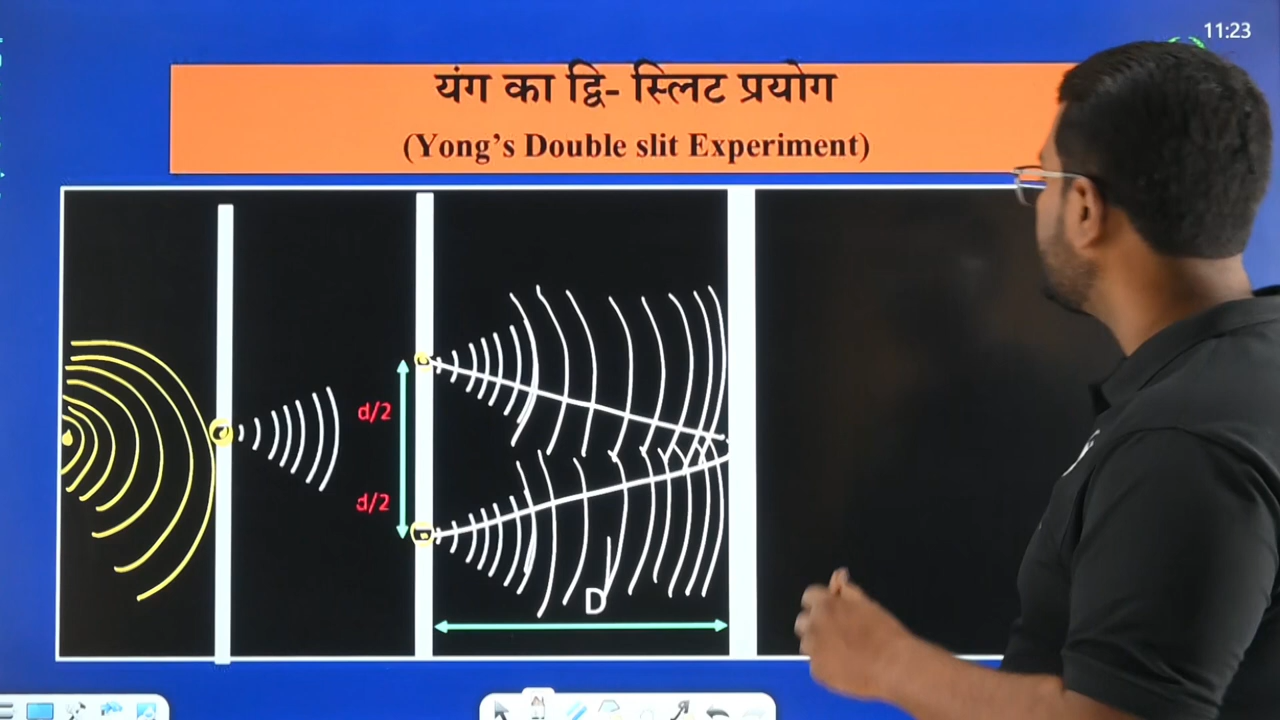 11:23
यंग का द्वि- स्लिट प्रयोग
(Yong's Double slit Experiment)
d/2
d/2
D